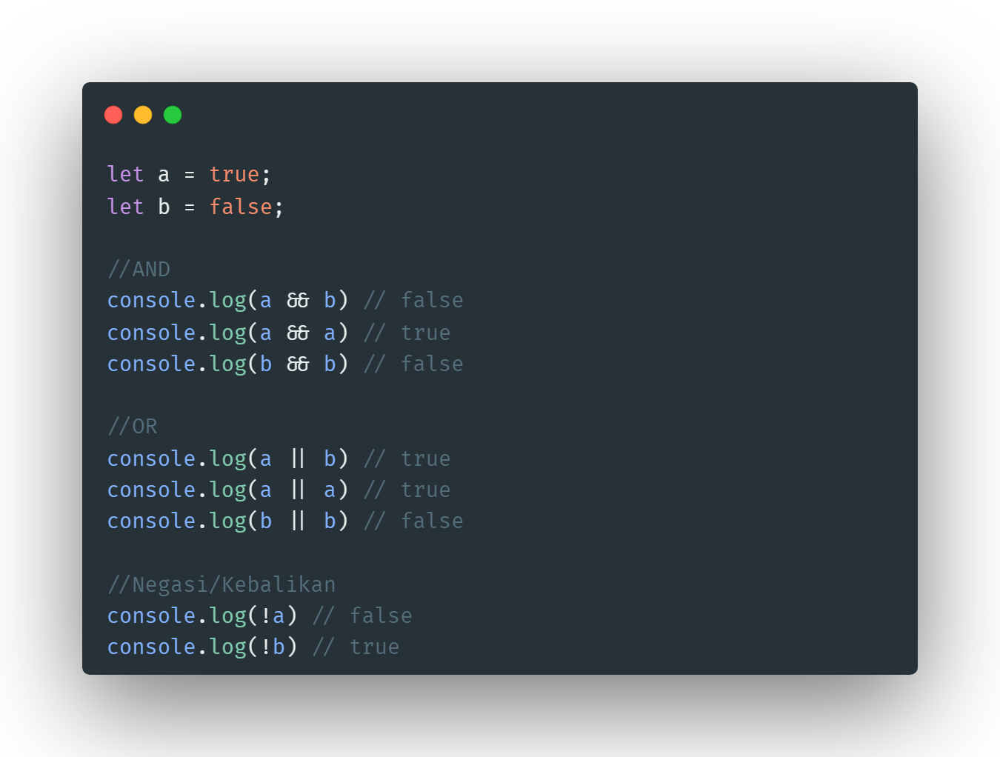 let a = true;
let b = false;
//AND
console.log(a && b) // false
console.log(a && a) // true
console.log(b && b) // false
//OR
console.log(a || b) // true
console.log(a || a) // true
console.log(b || b) // false
//Negasi/Kebalikan
console.log(!a) // false
console.log(!b) // true